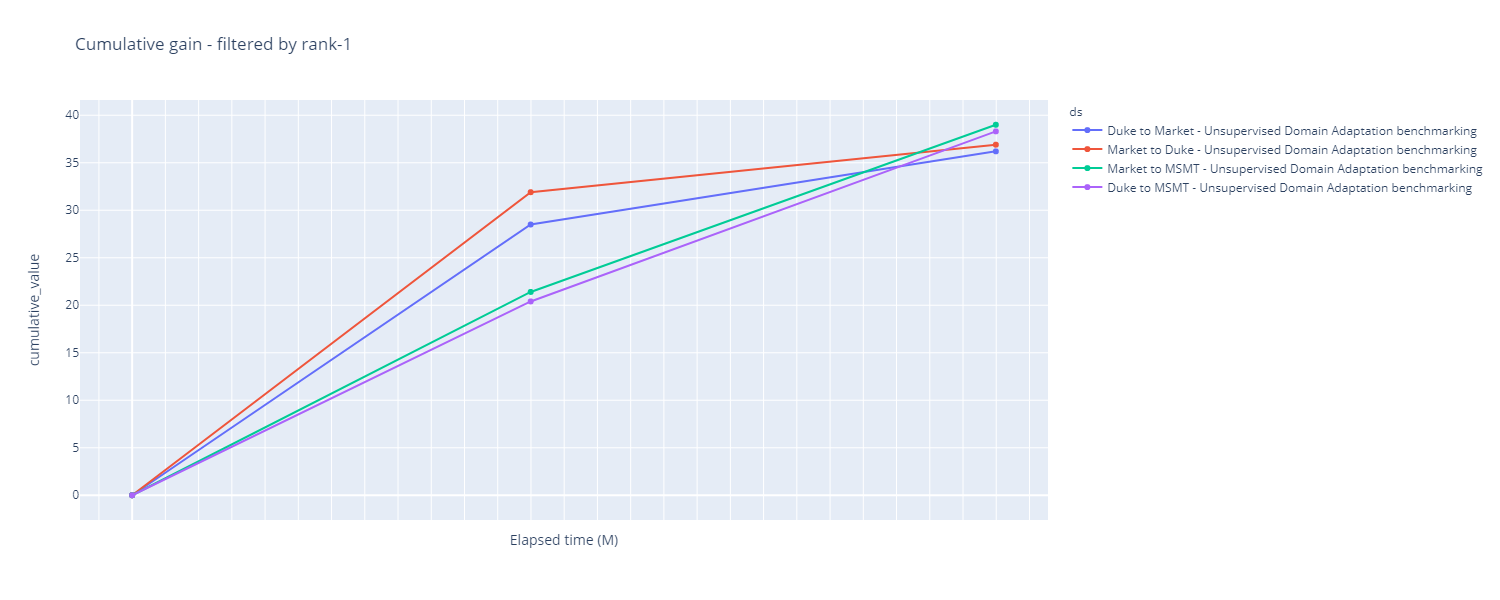 Cumulative gain - filtered by rank-1
40
35
30
25
20
15
10
5
0
cumulative_value
Elapsed time (M)
ds
Duke to Market - Unsupervised Domain Adaptation benchmarking
Market to Duke - Unsupervised Domain Adaptation benchmarking
Market to MSMT - Unsupervised Domain Adaptation benchmarking
Duke to MSMT - Unsupervised Domain Adaptation benchmarking